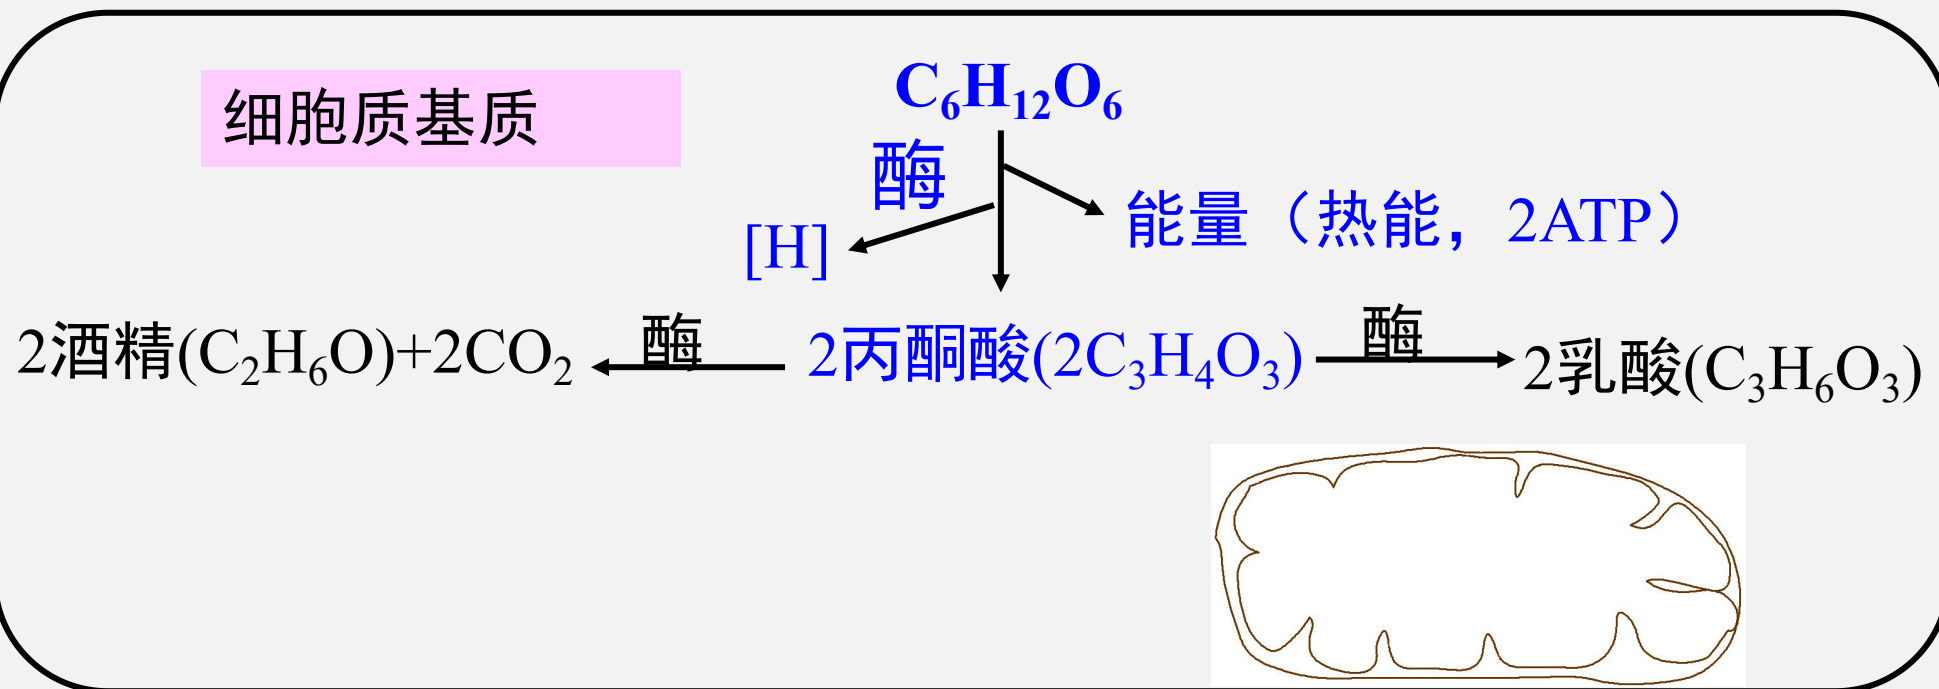 C₆H₁₂O₆
细胞质基质
酶
能量（热能，2ATP）
[H]
2酒精(C₂H₆O)+2CO₂
酶
2丙酮酸(2C₃H₄O₃)
酶
2乳酸(C₃H₆O₃)